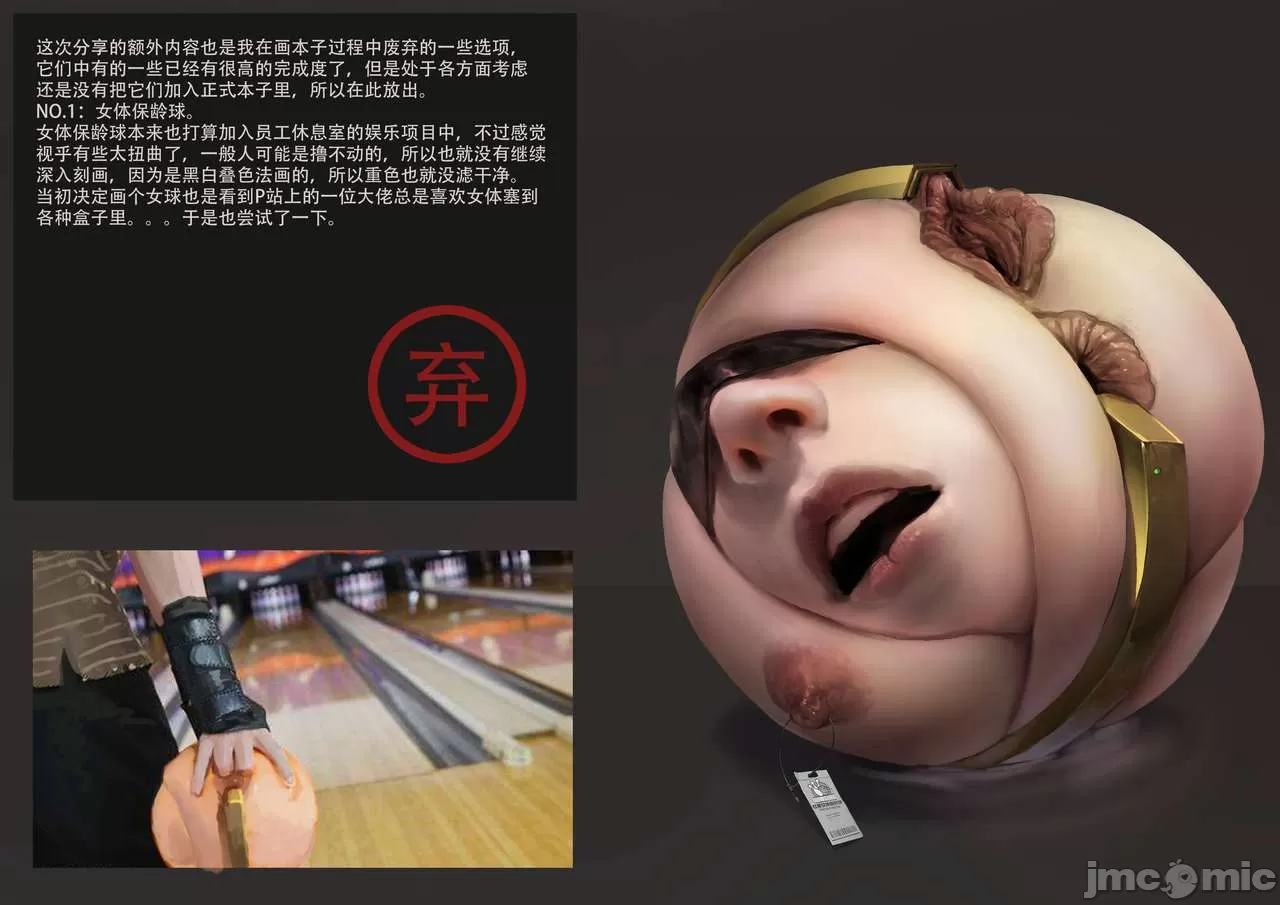 这次分享的额外内容也是我在画本子过程中废弃的一些选项，
它们中有的一些已经有很高的完成度了，但是处于各方面考虑
还是没有把它们加入正式本子里，所以在此放出。
NO.1：女体保龄球。
女体保龄球本来也打算加入员工休息室的娱乐项目中，不过感觉
视乎有些太扭曲了，一般人可能是撸不动的，所以也就没有继续
深入刻画，因为是黑白叠色法画的，所以重色也就没滤干净。
当初决定画个女球也是看到P站上的一位大佬总是喜欢女体塞到
各种盒子里。。。于是也尝试了一下。
弃
jmcomic